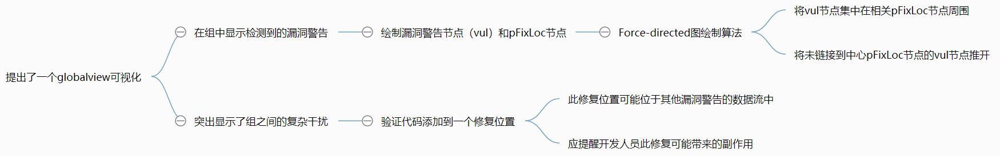 提出了一个globalview可视化
在组中显示检测到的漏洞警告
绘制漏洞警告节点（vul）和pFixLoc节点
Force-directed图绘制算法
将vul节点集中在相关pFixLoc节点周围
将未链接到中心pFixLoc节点的vul节点推开
突出显示了组之间的复杂干扰
验证代码添加到一个修复位置
此修复位置可能位于其他漏洞警告的数据流中
应提醒开发人员此修复可能带来的副作用